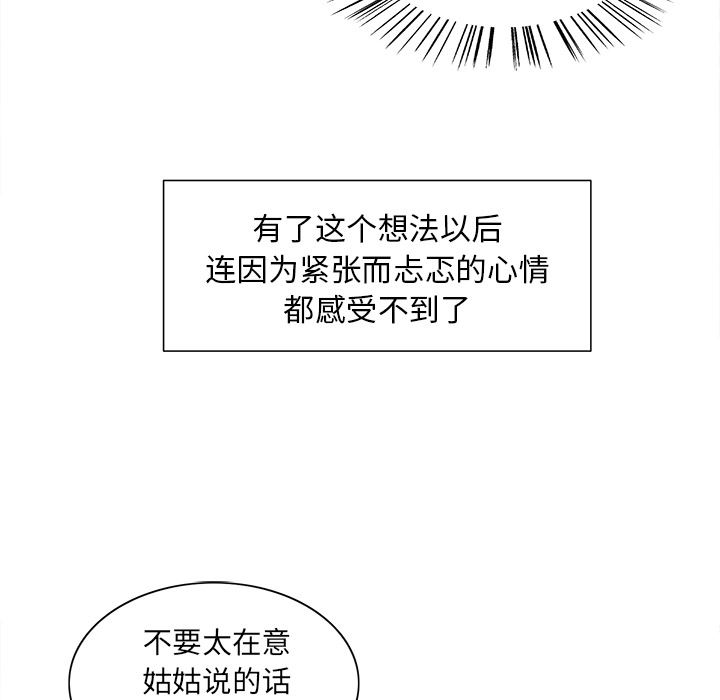 有了这个想法以后
连因为紧张而忐忑的心情
都感受不到了
不要太在意
姑姑说的话